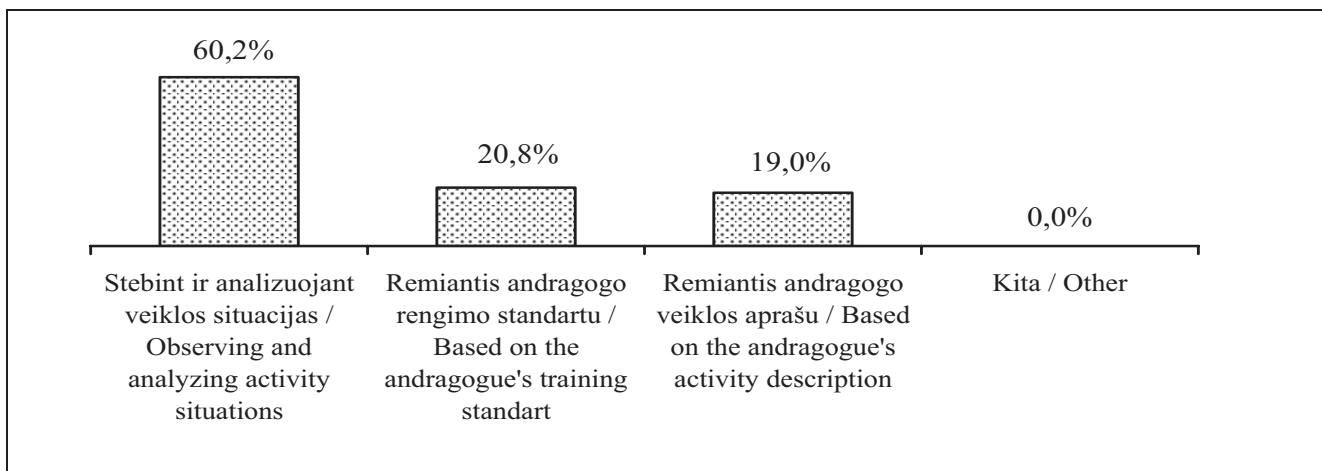 60,2%
20,8%
19,0%
0,0%
Stebint ir analizuojant
veiklos situacijas /
Observing and
analyzing activity
situations
Remiantis andragogo
rengimo standartu /
Based on the
andragogue's training
standart
Remiantis andragogo
veiklos aprašu / Based
on the andragogue's
activity description
Kita / Other